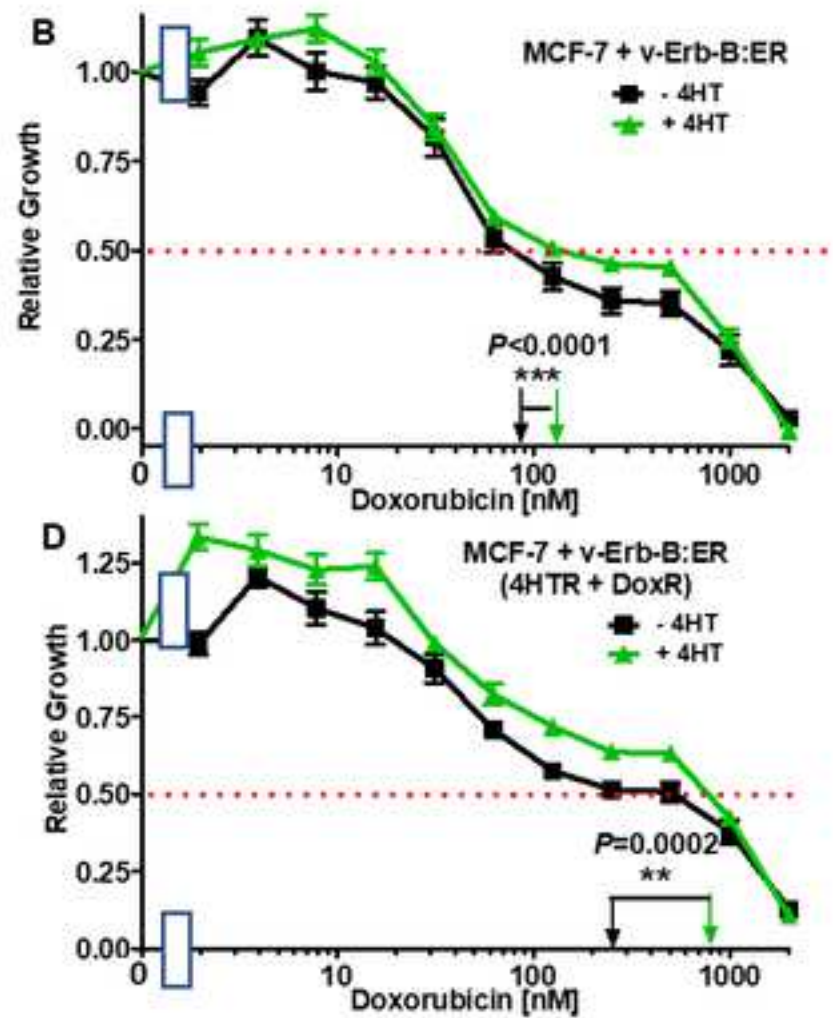 B
MCF-7 + v-Erb-B:ER
- 4HT
+ 4HT
1.00
0.75
0.50
0.25
0.00
Relative Growth
P<0.0001
***
0 10 100 1000
Doxorubicin [nM]
D
MCF-7 + v-Erb-B:ER
(4HTR + DoxR)
- 4HT
+ 4HT
1.25
1.00
0.75
0.50
0.25
0.00
Relative Growth
P=0.0002
**
0 10 100 1000
Doxorubicin [nM]